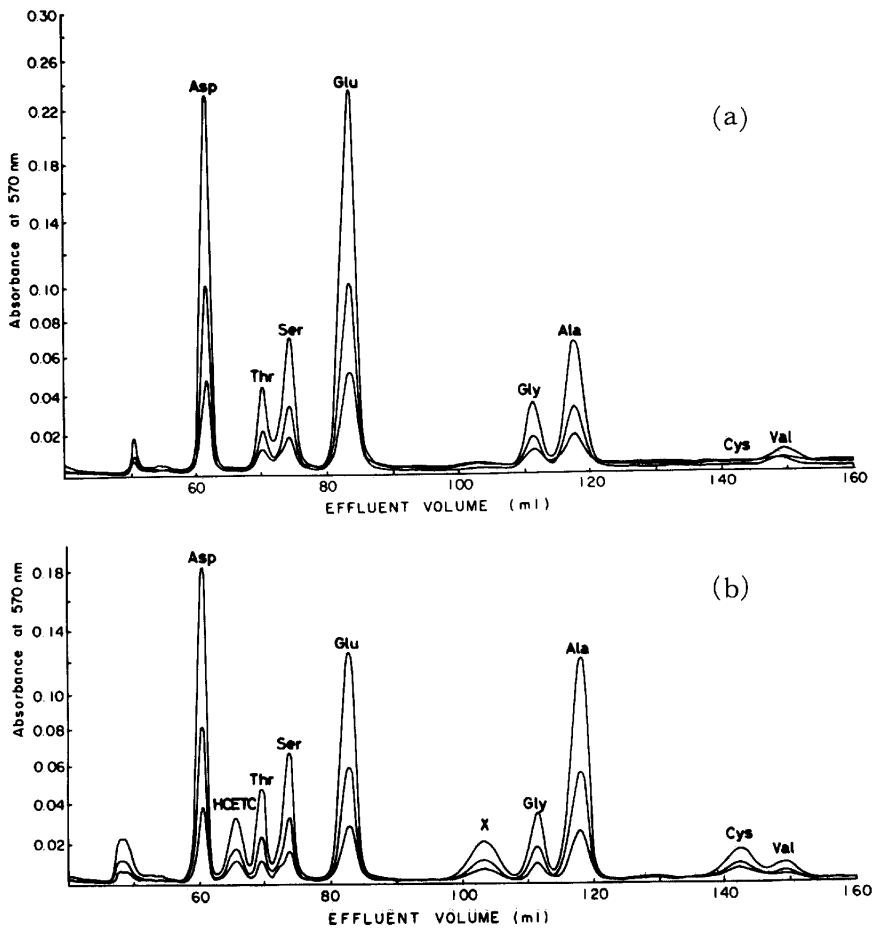 0.30
0.26
0.22
0.18
0.14
0.10
0.08
0.06
0.04
0.02
Absorbance at 570 nm
Asp
Thr
Ser
Glu
Gly
Ala
Cys
Val
(a)
60
80
100
120
140
160
EFFLUENT VOLUME (ml)
0.18
0.14
0.10
0.08
0.06
0.04
0.02
Absorbance at 570 nm
Asp
HCETC
Thr
Ser
Glu
X
Gly
Ala
Cys
Val
(b)
60
80
100
120
140
160
EFFLUENT VOLUME (ml)